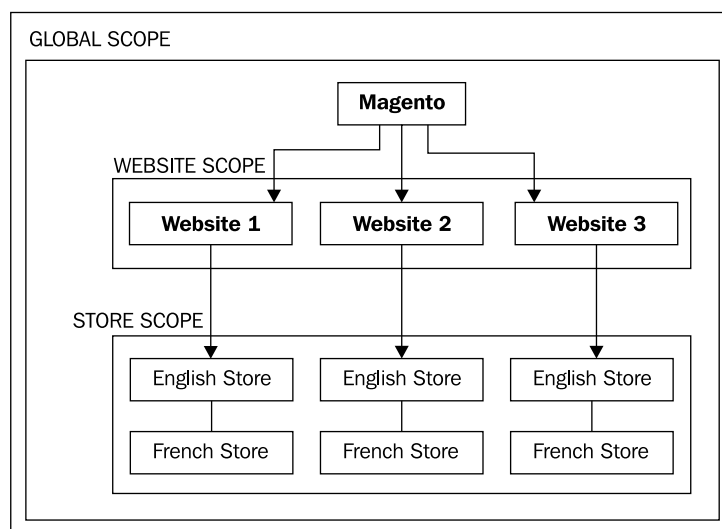 GLOBAL SCOPE
Magento
WEBSITE SCOPE
Website 1 Website 2 Website 3
STORE SCOPE
English Store English Store English Store
French Store French Store French Store